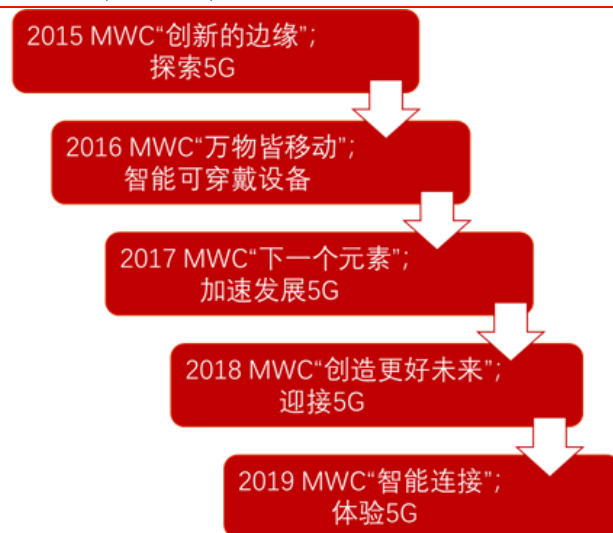 2015 MWC“创新的边缘”;
探索5G
2016 MWC“万物皆移动”;
智能可穿戴设备
2017 MWC“下一个元素”;
加速发展5G
2018 MWC“创造更好未来”;
迎接5G
2019 MWC“智能连接”;
体验5G